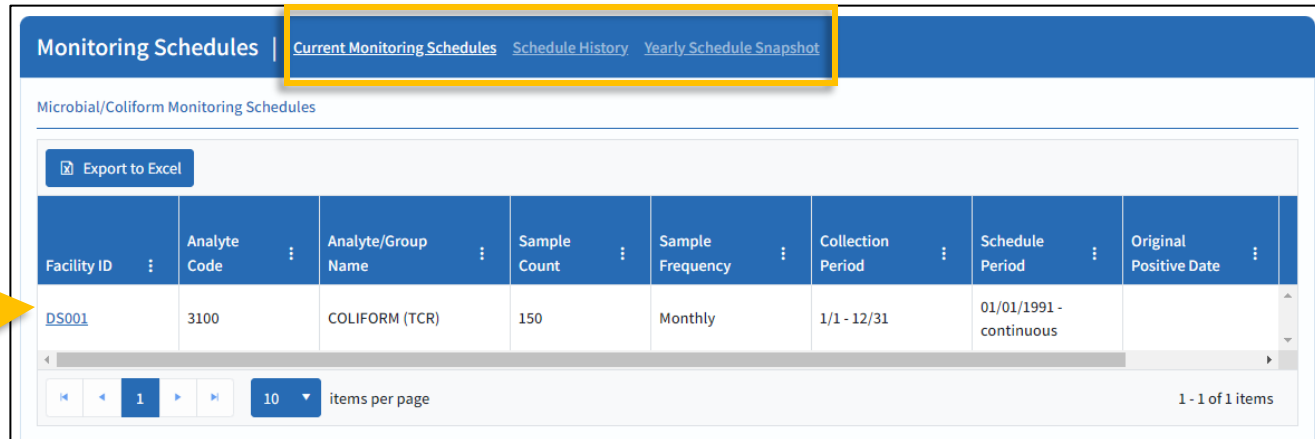 Monitoring Schedules | Current Monitoring Schedules Schedule History Yearly Schedule Snapshot
Microbial/Coliform Monitoring Schedules
Export to Excel
Facility ID Analyte Code Analyte/Group Name Sample Count Sample Frequency Collection Period Schedule Period Original Positive Date
DS001 3100 COLIFORM (TCR) 150 Monthly 1/1 - 12/31 01/01/1991 - continuous
1 10 items per page 1 - 1 of 1 items